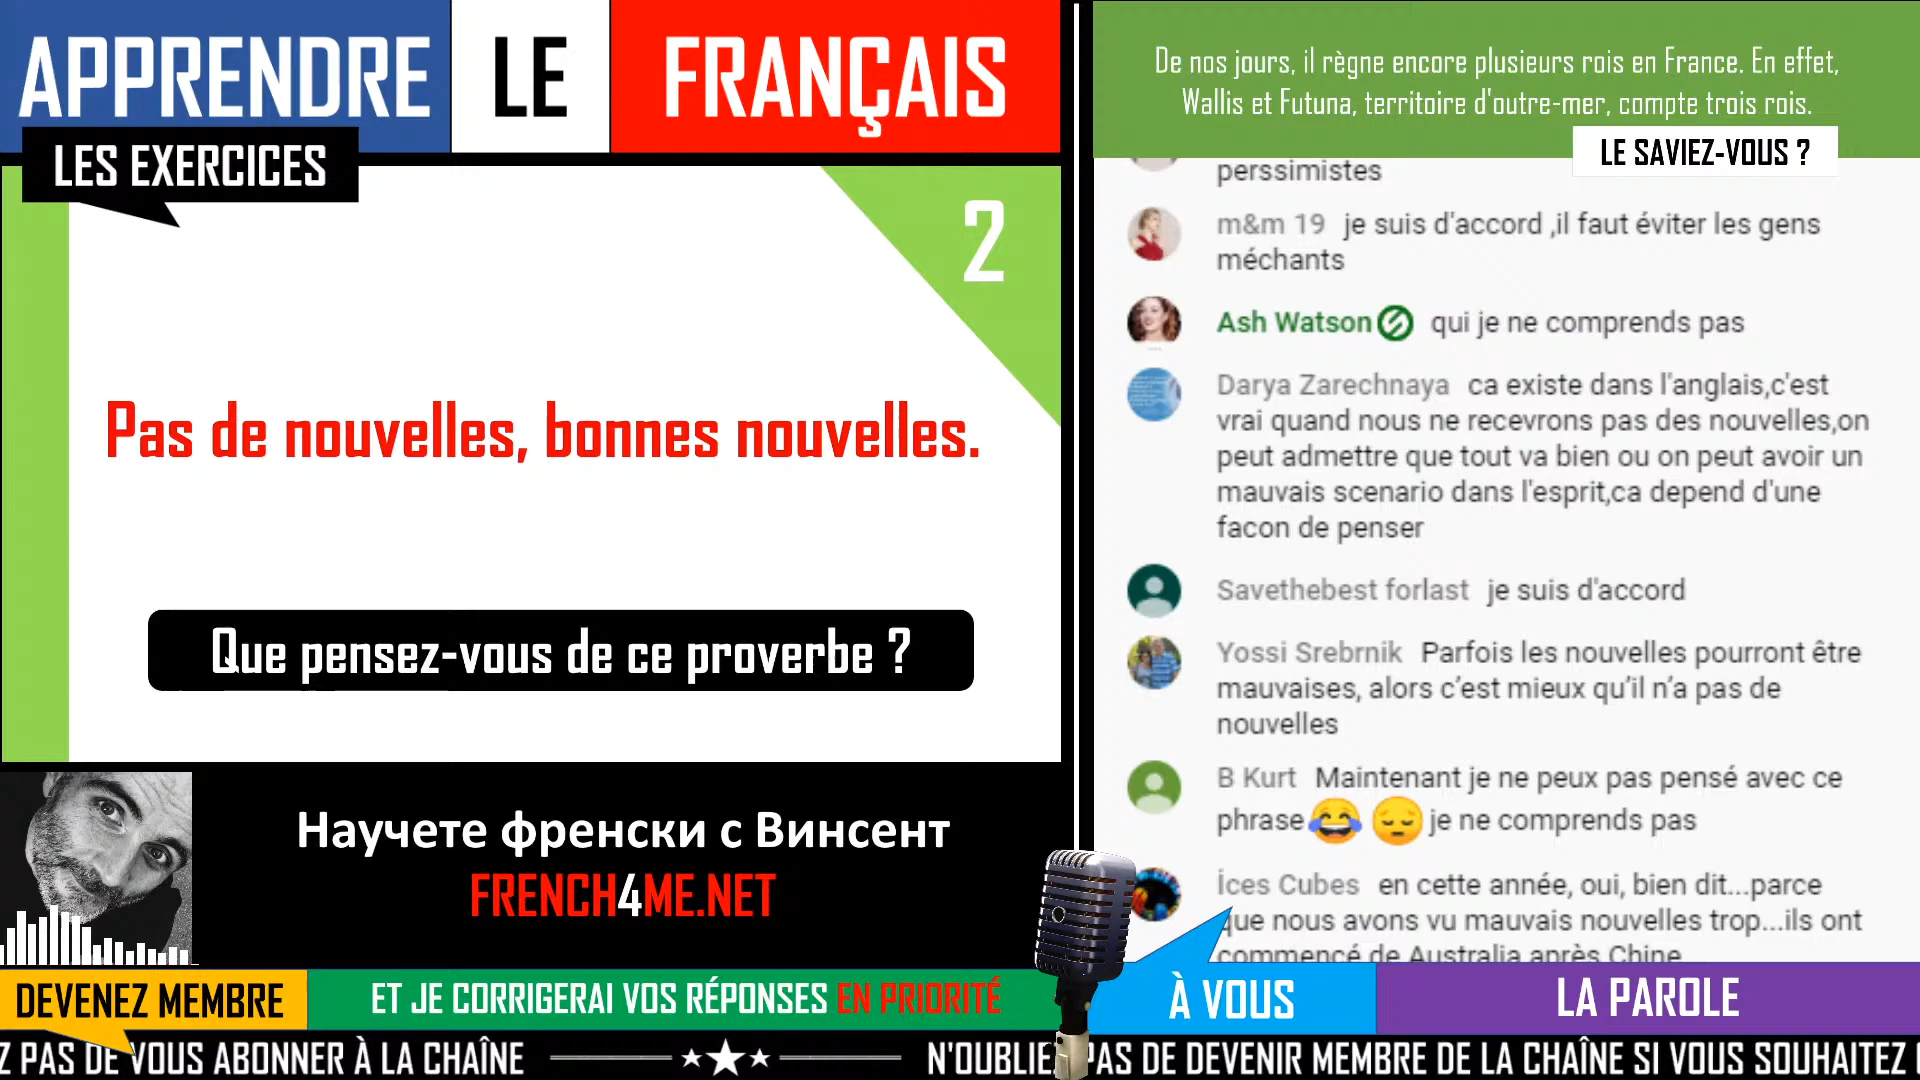 APPRENDRE LE FRANÇAIS
LES EXERCICES
2
Pas de nouvelles, bonnes nouvelles.
Que pensez-vous de ce proverbe ?
Научете френски с Винсент
FRENCH4ME.NET
DEVENEZ MEMBRE
ET JE CORRIGERAI VOS RÉPONSES EN PRIORITÉ
De nos jours, il règne encore plusieurs rois en France. En effet,
Wallis et Futuna, territoire d'outre-mer, compte trois rois.
LE SAVIEZ-VOUS ?
perssimistes
m&m 19 je suis d'accord ,il faut éviter les gens
méchants
Ash Watson qui je ne comprends pas
Darya Zarechnaya ca existe dans l'anglais,c'est
vrai quand nous ne recevrons pas des nouvelles,on
peut admettre que tout va bien ou on peut avoir un
mauvais scenario dans l'esprit,ca depend d'une
facon de penser
Savethebest forlast je suis d'accord
Yossi Srebrnik Parfois les nouvelles pourront être
mauvaises, alors c’est mieux qu’il n’a pas de
nouvelles
B Kurt Maintenant je ne peux pas pensé avec ce
phrase😂😔je ne comprends pas
İces Cubes en cette année, oui, bien dit...parce
que nous avons vu mauvais nouvelles trop...ils ont
commencé de Australia après Chine
À VOUS LA PAROLE
Z PAS DE VOUS ABONNER À LA CHAÎNE ★★★ N'OUBLIEZ PAS DE DEVENIR MEMBRE DE LA CHAÎNE SI VOUS SOUHAITEZ